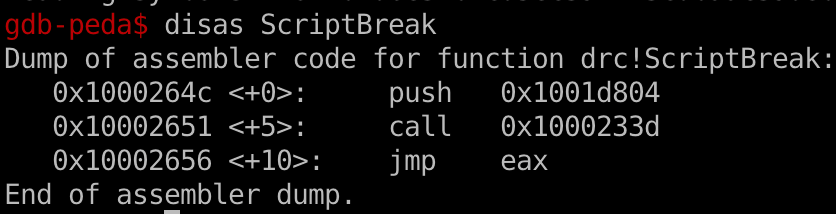 gdb-peda$ disas ScriptBreak
Dump of assembler code for function drc!ScriptBreak:
0x1000264c <+0>: push 0x1001d804
0x10002651 <+5>: call 0x1000233d
0x10002656 <+10>: jmp eax
End of assembler dump.